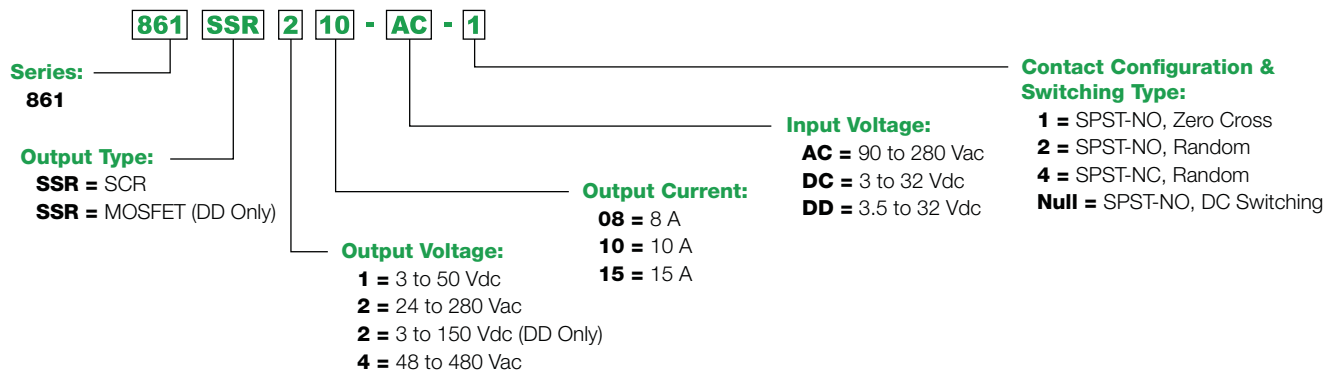 861 SSR 2 10 - AC - 1
Series:
861
Output Type:
SSR = SCR
SSR = MOSFET (DD Only)
Output Voltage:
1 = 3 to 50 Vdc
2 = 24 to 280 Vac
2 = 3 to 150 Vdc (DD Only)
4 = 48 to 480 Vac
Output Current:
08 = 8 A
10 = 10 A
15 = 15 A
Input Voltage:
AC = 90 to 280 Vac
DC = 3 to 32 Vdc
DD = 3.5 to 32 Vdc
Contact Configuration &
Switching Type:
1 = SPST-NO, Zero Cross
2 = SPST-NO, Random
4 = SPST-NC, Random
Null = SPST-NO, DC Switching